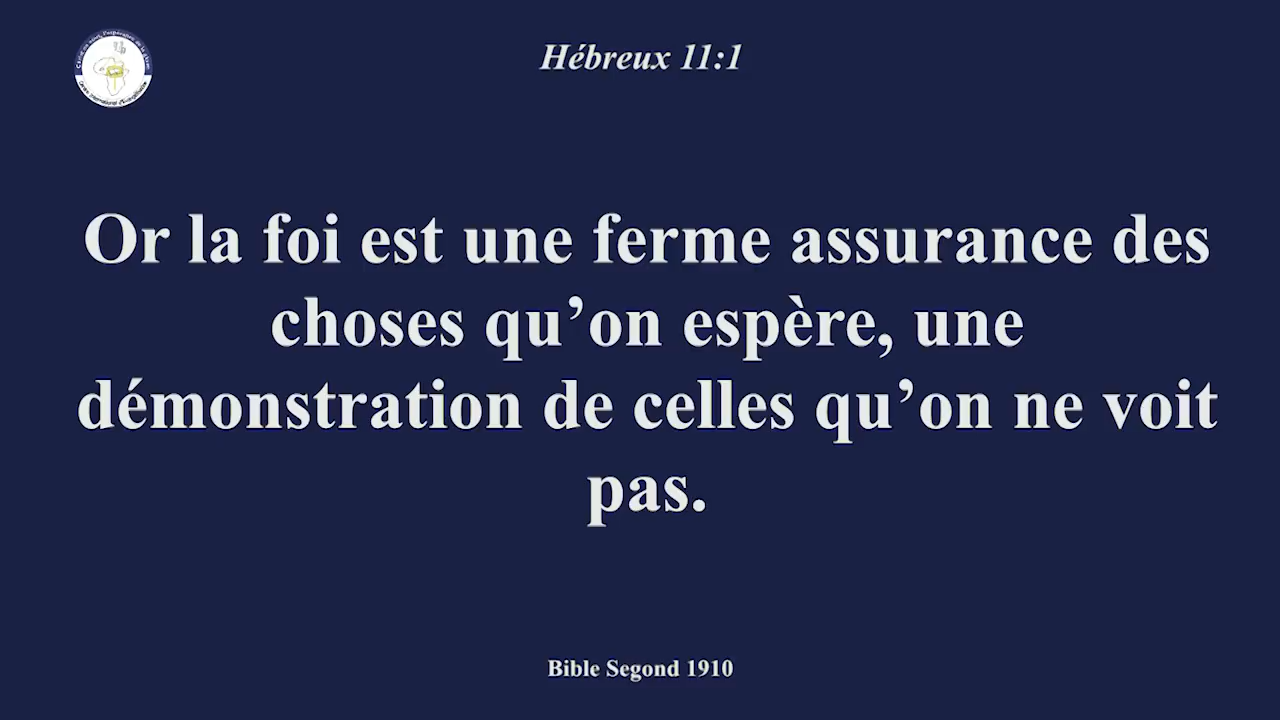 Hébreux 11:1
Or la foi est une ferme assurance des
choses qu’on espère, une
démonstration de celles qu’on ne voit
pas.
Bible Segond 1910